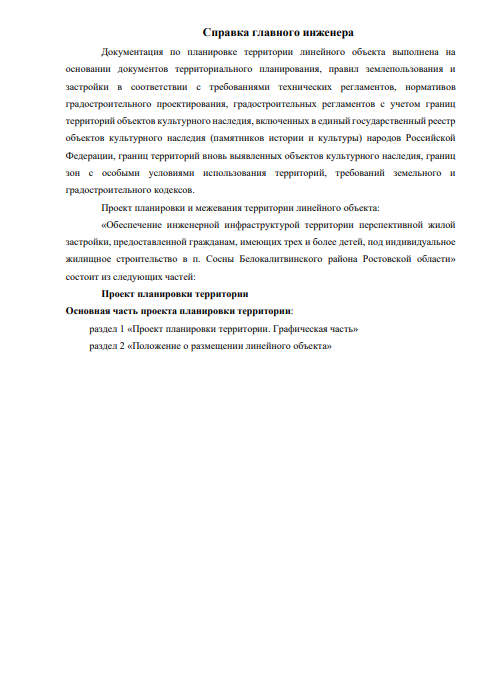 Справка главного инженера
Документация по планировке территории линейного объекта выполнена на
основании документов территориального планирования, правил землепользования и
застройки в соответствии с требованиями технических регламентов, нормативов
градостроительного проектирования, градостроительных регламентов с учетом границ
территорий объектов культурного наследия, включенных в единый государственный реестр
объектов культурного наследия (памятников истории и культуры) народов Российской
Федерации, границ территорий вновь выявленных объектов культурного наследия, границ
зон с особыми условиями использования территорий, требований земельного и
градостроительного кодексов.
Проект планировки и межевания территории линейного объекта:
«Обеспечение инженерной инфраструктурой территории перспективной жилой
застройки, предоставленной гражданам, имеющих трех и более детей, под индивидуальное
жилищное строительство в п. Сосны Белокалитвинского района Ростовской области»
состоит из следующих частей:
Проект планировки территории
Основная часть проекта планировки территории:
раздел 1 «Проект планировки территории. Графическая часть»
раздел 2 «Положение о размещении линейного объекта»